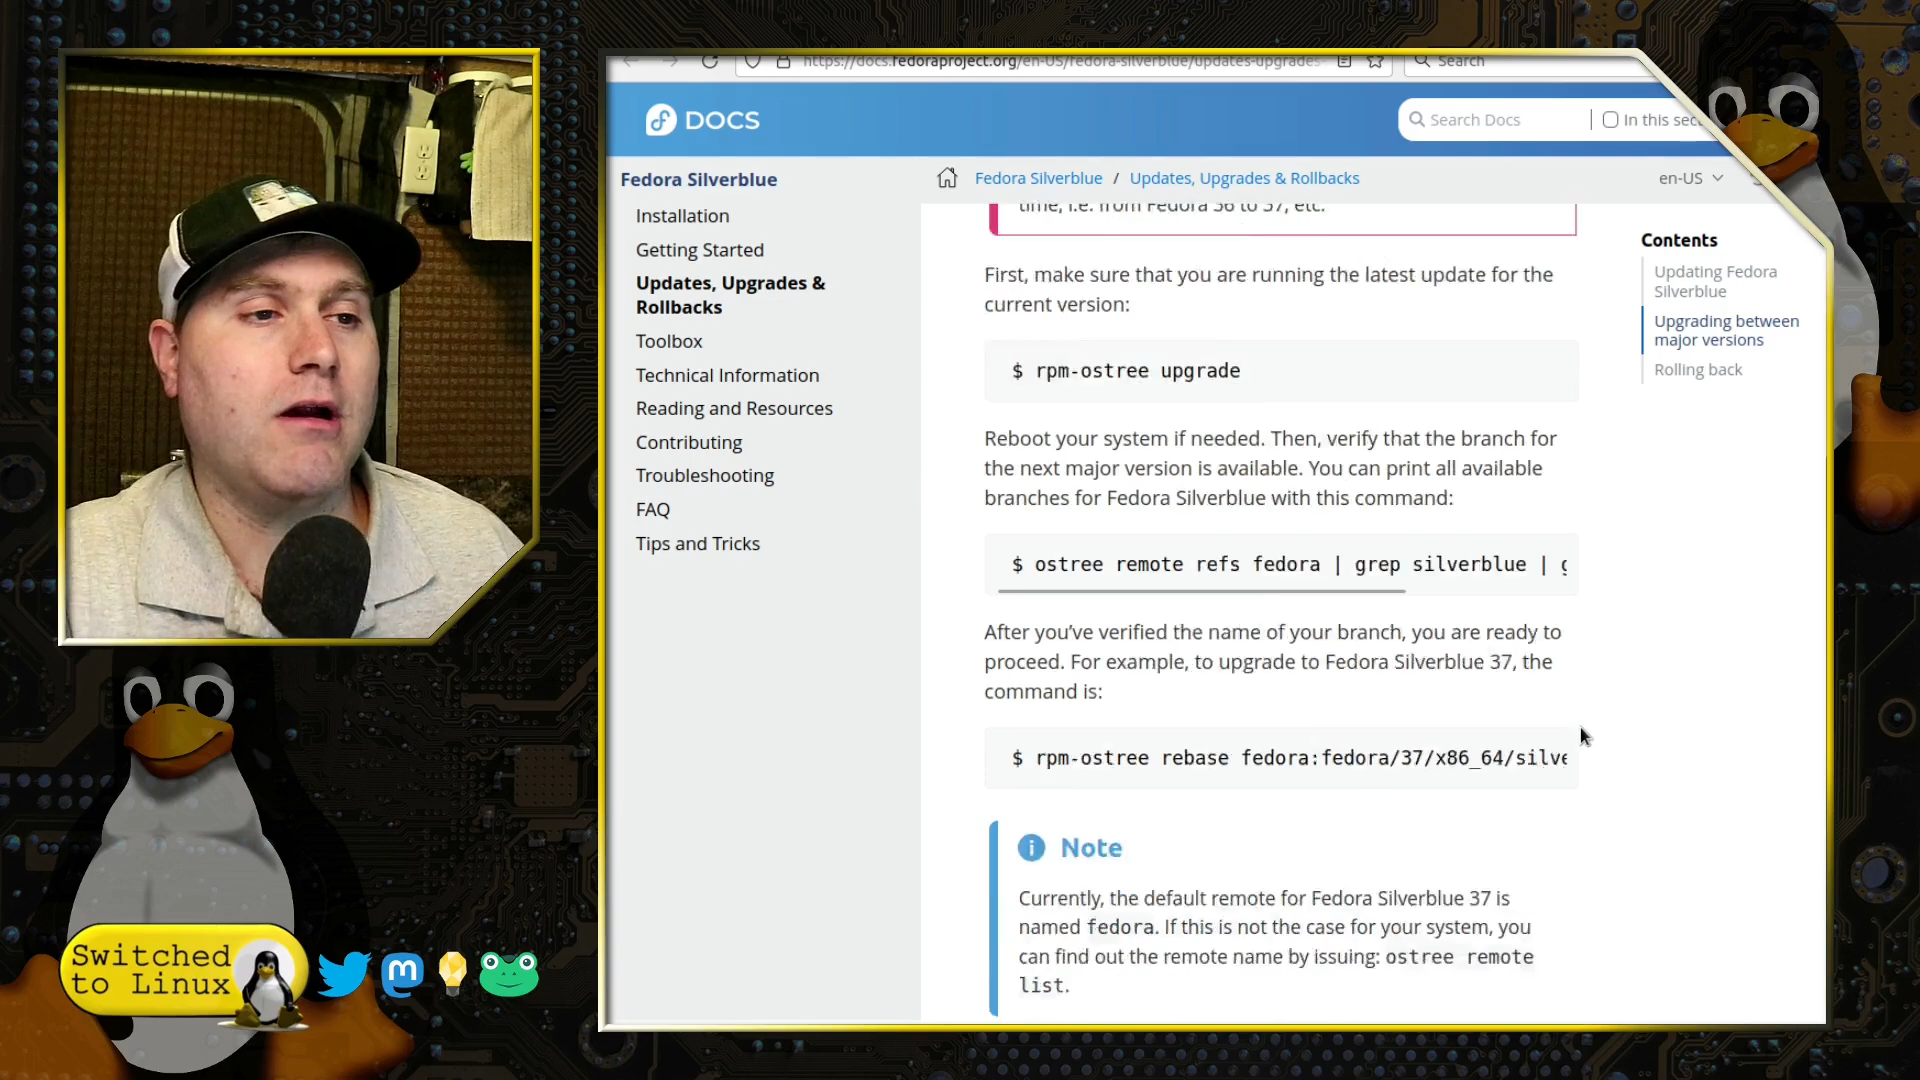 https://docs.fedoraproject.org/en-US/fedora-silverblue/updates-upgrades-
Search
DOCS
Search Docs
In this sec
Fedora Silverblue
Installation
Getting Started
Updates, Upgrades &
Rollbacks
Toolbox
Technical Information
Reading and Resources
Contributing
Troubleshooting
FAQ
Tips and Tricks
Fedora Silverblue / Updates, Upgrades & Rollbacks
en-US
time, i.e. from Fedora 36 to 37, etc.
First, make sure that you are running the latest update for the
current version:
$ rpm-ostree upgrade
Reboot your system if needed. Then, verify that the branch for
the next major version is available. You can print all available
branches for Fedora Silverblue with this command:
$ ostree remote refs fedora | grep silverblue | g
After you’ve verified the name of your branch, you are ready to
proceed. For example, to upgrade to Fedora Silverblue 37, the
command is:
$ rpm-ostree rebase fedora:fedora/37/x86_64/silve
Note
Currently, the default remote for Fedora Silverblue 37 is
named fedora. If this is not the case for your system, you
can find out the remote name by issuing: ostree remote
list.
Contents
Updating Fedora
Silverblue
Upgrading between
major versions
Rolling back
Switched
to Linux